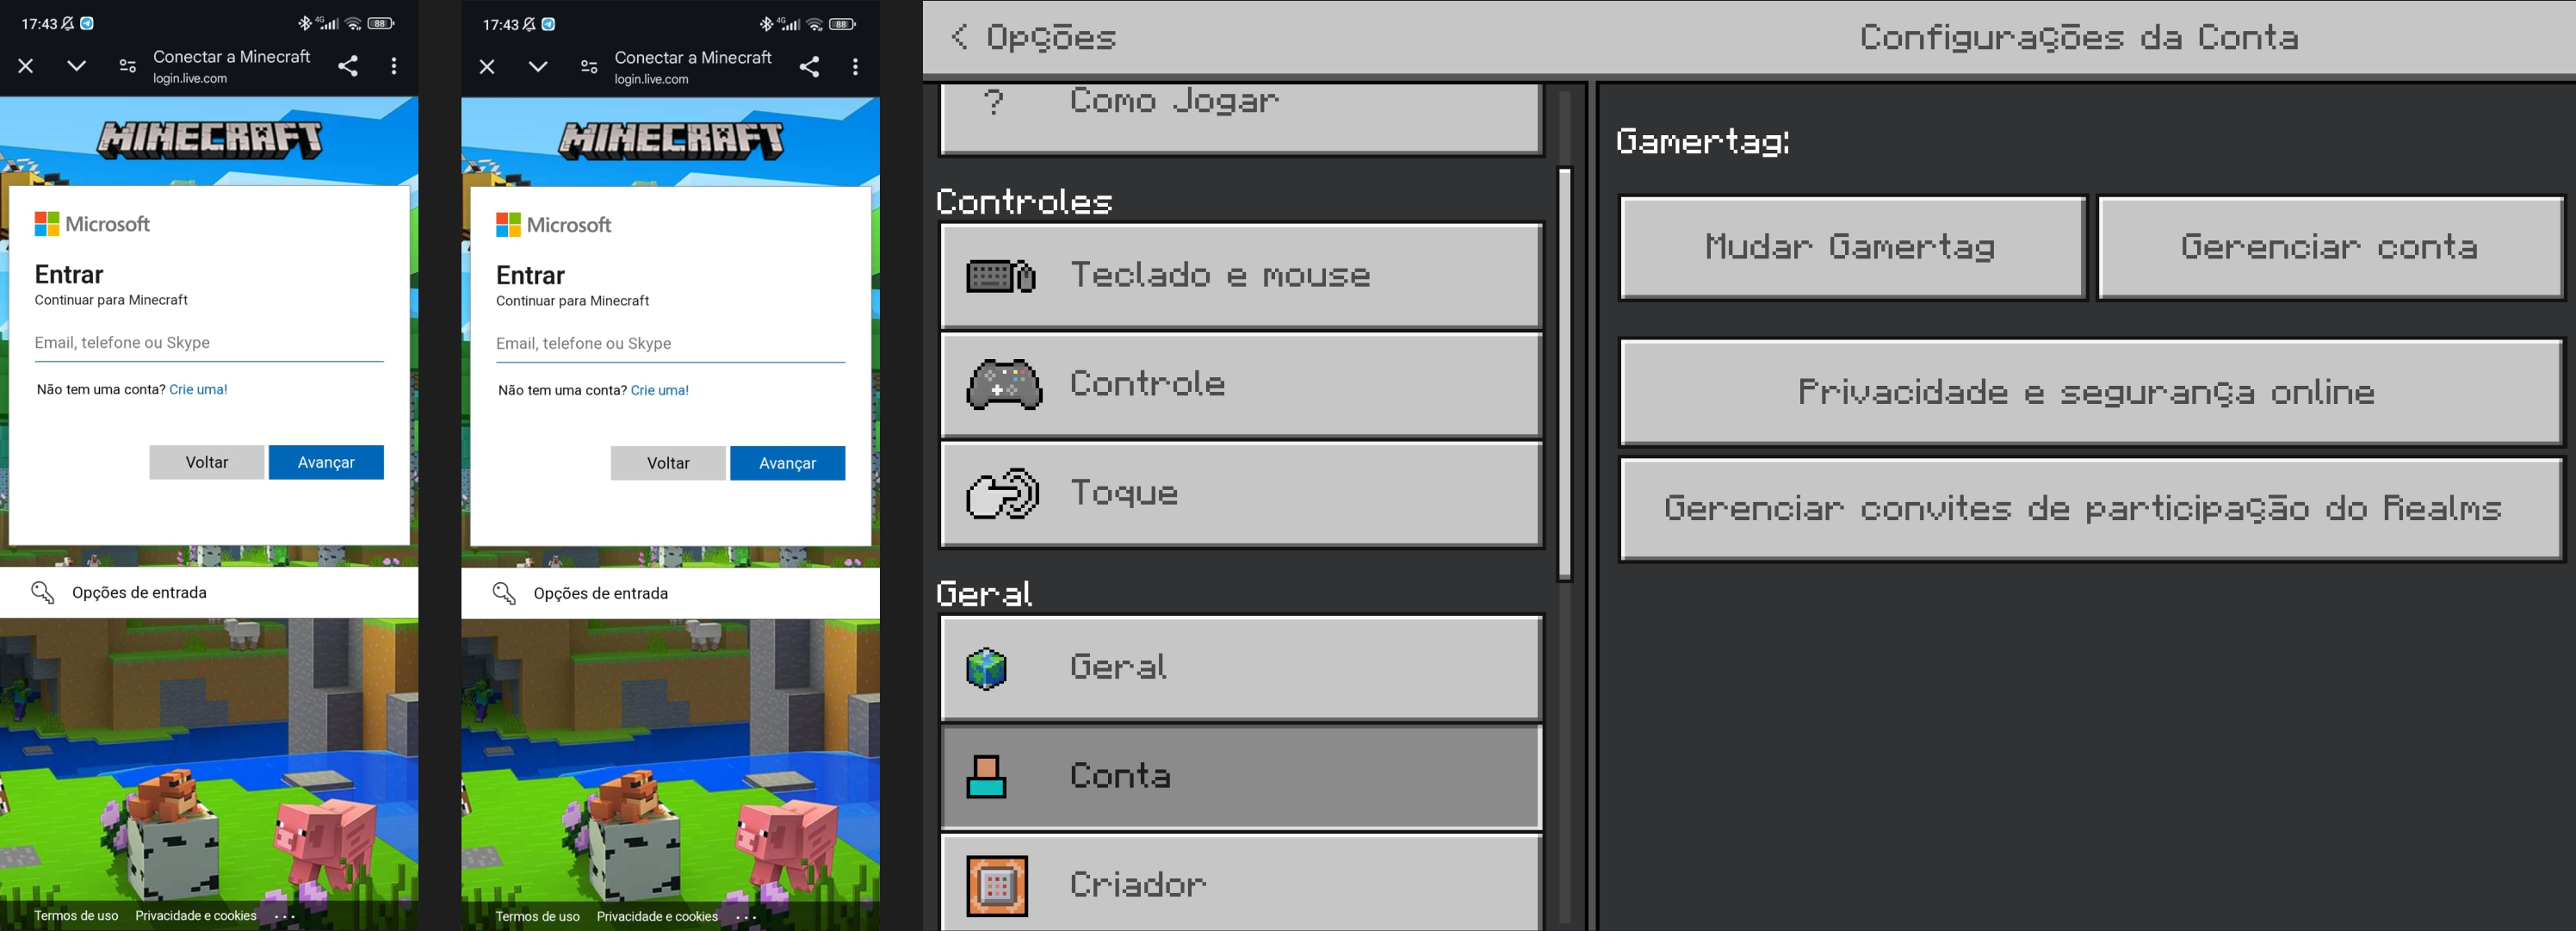 17:43
4G
88
Conectar a Minecraft
login.live.com
MINECRAFT
Microsoft
Entrar
Continuar para Minecraft
Email, telefone ou Skype
Não tem uma conta? Crie uma!
Voltar
Avançar
Opções de entrada
Termos de uso
Privacidade e cookies
...
17:43
4G
88
Conectar a Minecraft
login.live.com
MINECRAFT
Microsoft
Entrar
Continuar para Minecraft
Email, telefone ou Skype
Não tem uma conta? Crie uma!
Voltar
Avançar
Opções de entrada
Termos de uso
Privacidade e cookies
...
< Opções
Configurações da Conta
? Como Jogar
Controles
Teclado e mouse
Controle
Toque
Geral
Geral
Conta
Criador
Gamertag:
Mudar Gamertag
Gerenciar conta
Privacidade e segurança online
Gerenciar convites de participação do Realms